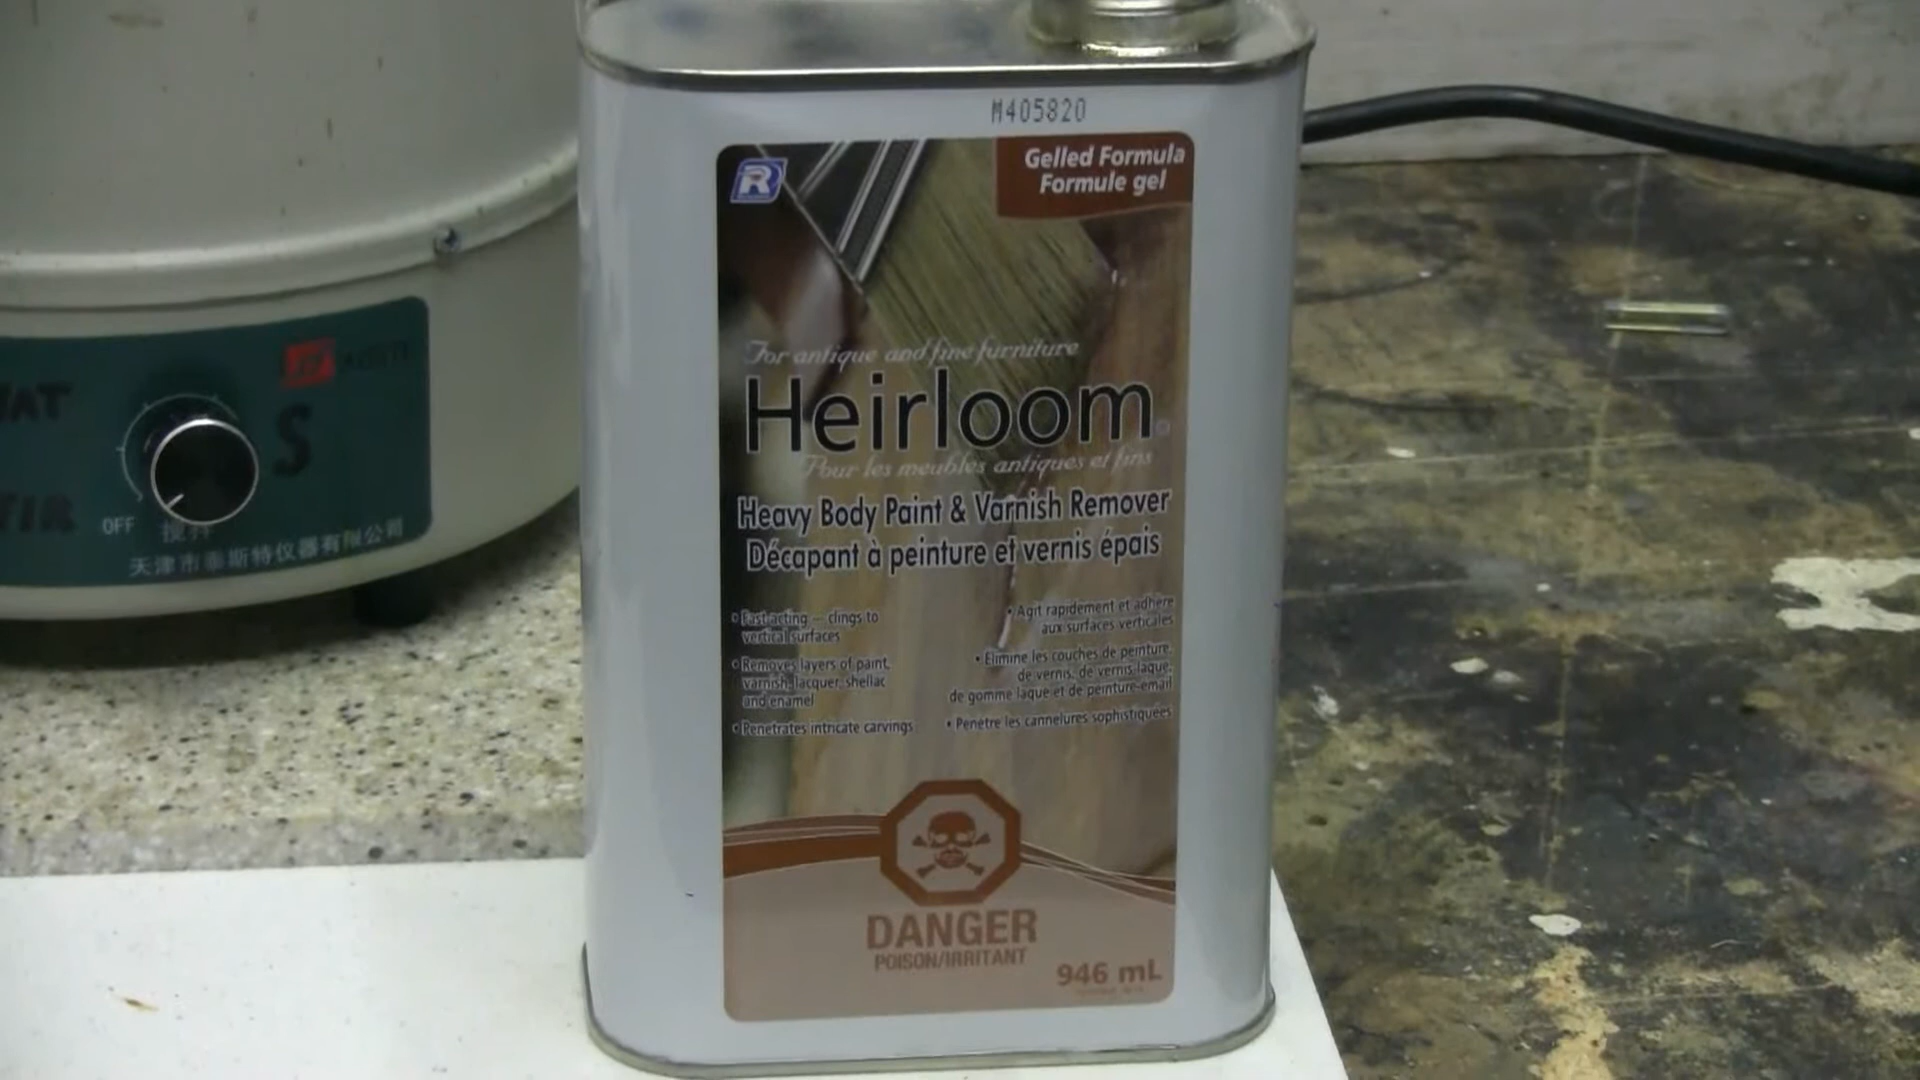 M405820
R
Gelled Formula
Formule gel
For antique and fine furniture
Heirloom
Pour les meubles antiques et fins
Heavy Body Paint & Varnish Remover
Décapant à peinture et vernis épais
• Fast acting – clings to
vertical surfaces
• Removes layers of paint,
varnish, lacquer, shellac
and enamel
• Penetrates intricate carvings
• Agit rapidement et adhère
aux surfaces verticales
• Élimine les couches de peinture,
de vernis, de vernis-laque,
de gomme laque et de peinture-émail
• Pénètre les cannelures sophistiquées
DANGER
POISON/IRRITANT
946 mL
S
OFF
搅拌
天津市泰斯特仪器有限公司